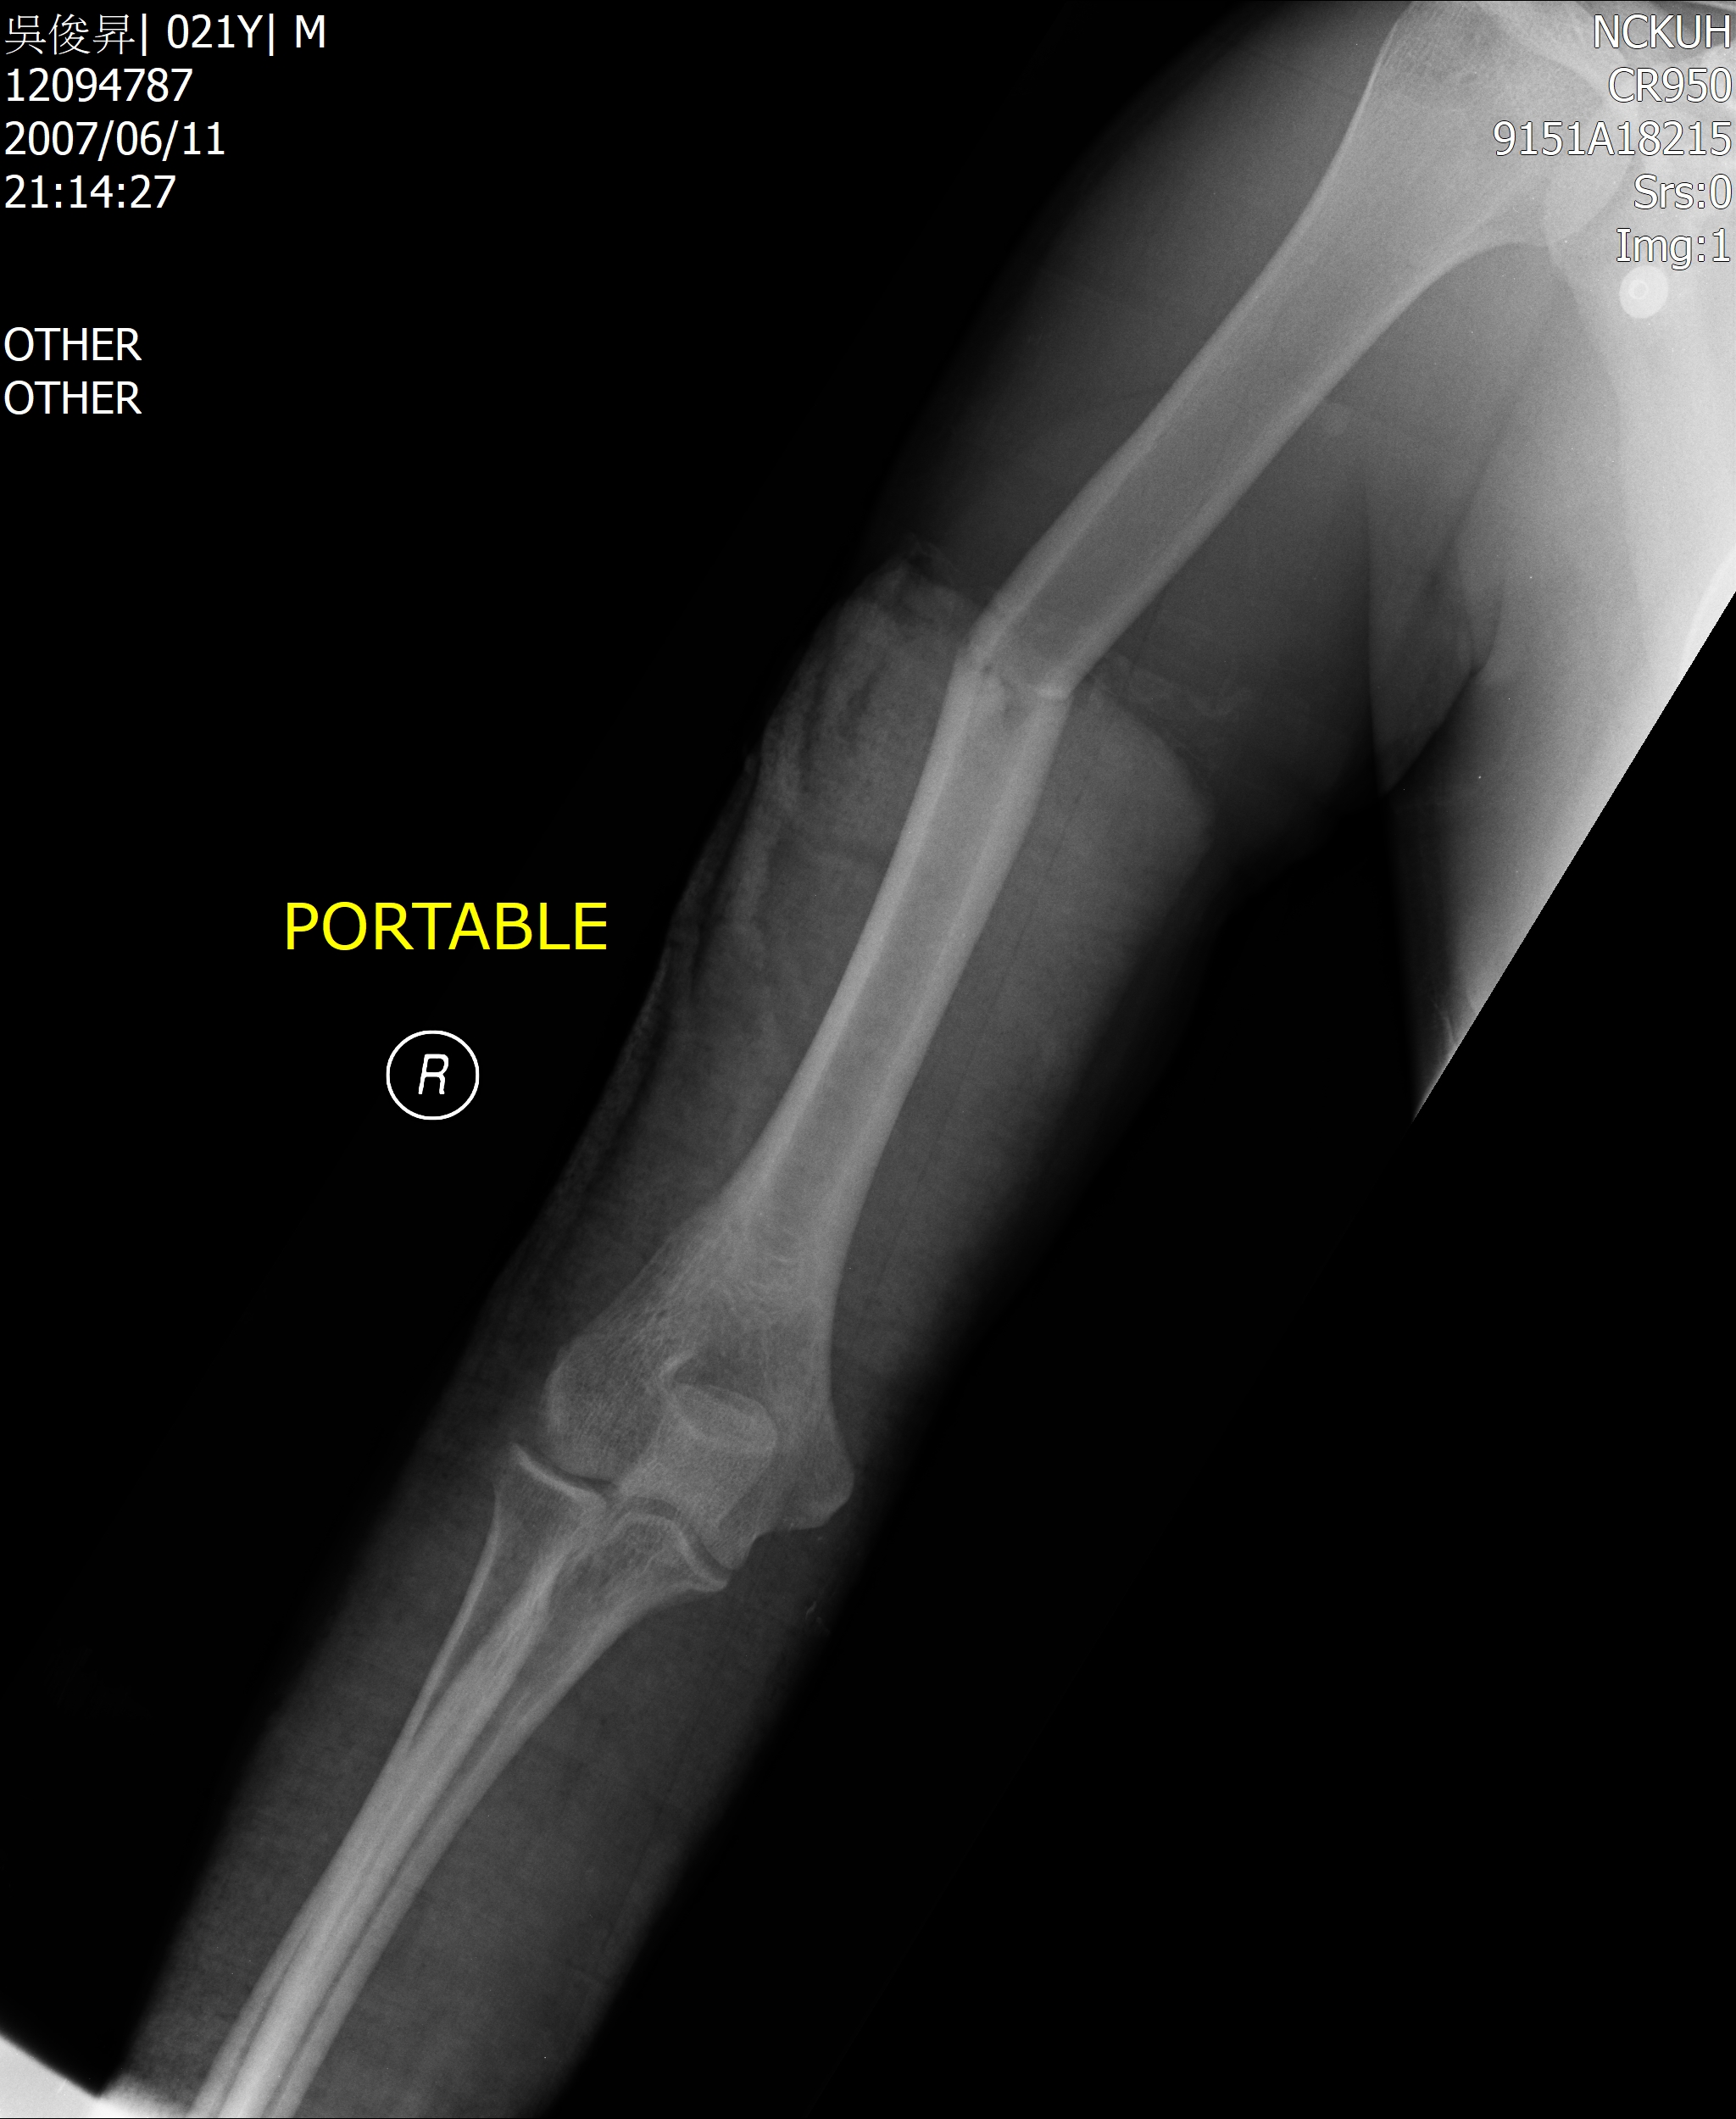 吳俊昇| 021Y| M
12094787
2007/06/11
21:14:27
OTHER
OTHER
NCKUH
CR950
9151A18215
Srs:0
Img:1
PORTABLE
R